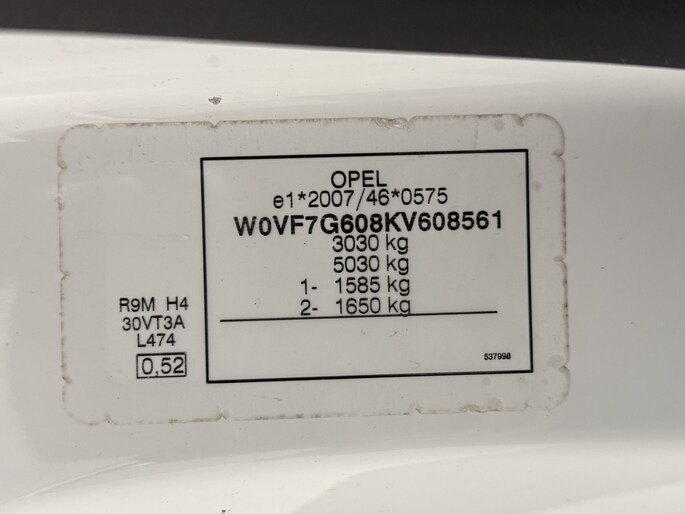 OPEL
e1*2007/46*0575
W0VF7G608KV608561
3030 kg
5030 kg
1- 1585 kg
2- 1650 kg
537998
R9M H4
30VT3A
L474
0,52